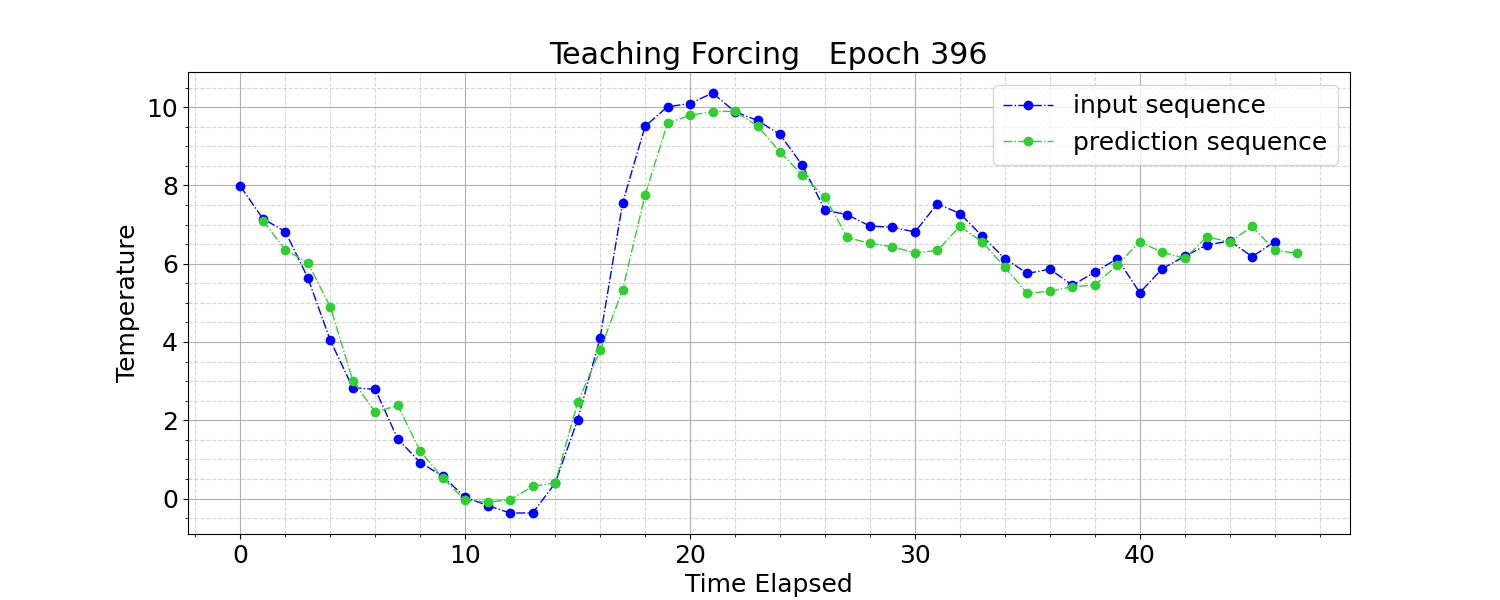 Teaching Forcing   Epoch 396
input sequence
prediction sequence
Temperature
10
8
6
4
2
0
0 10 20 30 40
Time Elapsed